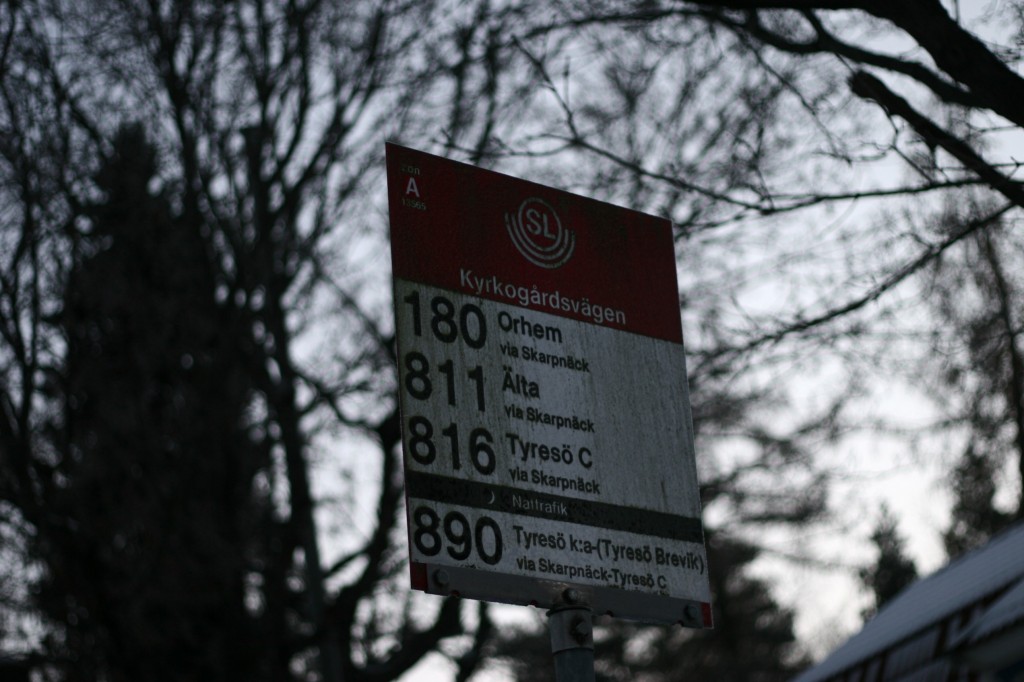 zon
A
SL
Kyrkogårdsvägen
180 Orhem
via Skarpnäck
811 Älta
via Skarpnäck
816 Tyresö C
via Skarpnäck
Nattrafik
890 Tyresö k:a-(Tyresö Brevik)
via Skarpnäck-Tyresö C